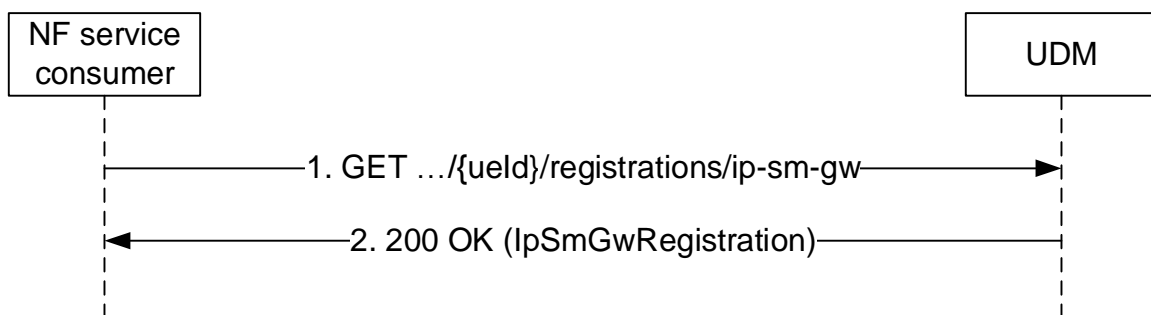 NF service
consumer
UDM
1. GET …/{ueId}/registrations/ip-sm-gw
2. 200 OK (IpSmGwRegistration)